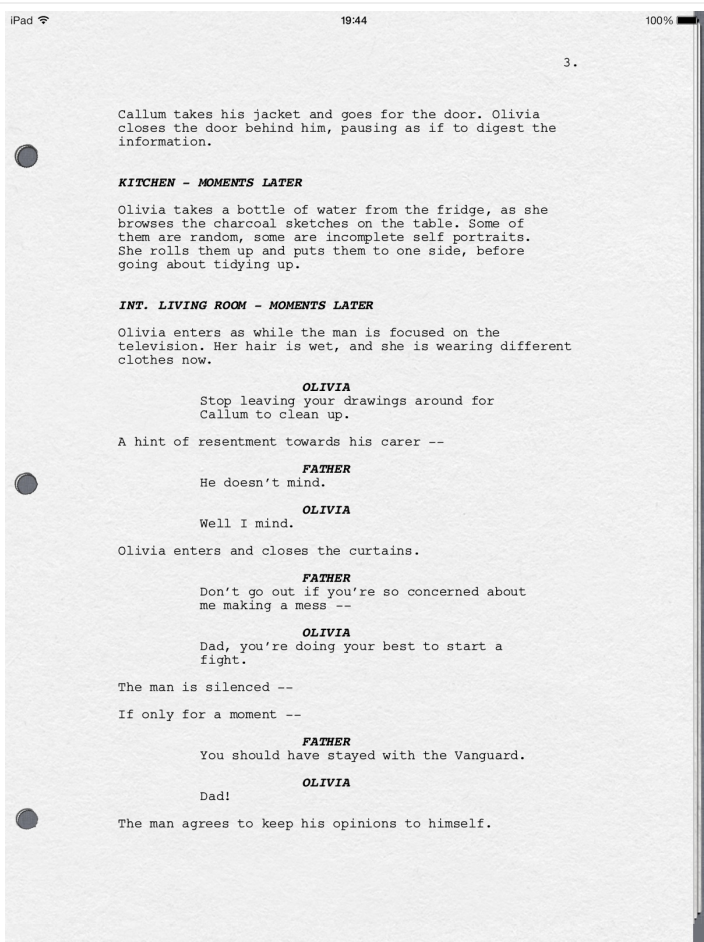 iPad 19:44 100%
3.
Callum takes his jacket and goes for the door. Olivia
closes the door behind him, pausing as if to digest the
information.
KITCHEN - MOMENTS LATER
Olivia takes a bottle of water from the fridge, as she
browses the charcoal sketches on the table. Some of
them are random, some are incomplete self portraits.
She rolls them up and puts them to one side, before
going about tidying up.
INT. LIVING ROOM - MOMENTS LATER
Olivia enters as while the man is focused on the
television. Her hair is wet, and she is wearing different
clothes now.
OLIVIA
Stop leaving your drawings around for
Callum to clean up.
A hint of resentment towards his carer --
FATHER
He doesn't mind.
OLIVIA
Well I mind.
Olivia enters and closes the curtains.
FATHER
Don't go out if you're so concerned about
me making a mess --
OLIVIA
Dad, you're doing your best to start a
fight.
The man is silenced --
If only for a moment --
FATHER
You should have stayed with the Vanguard.
OLIVIA
Dad!
The man agrees to keep his opinions to himself.